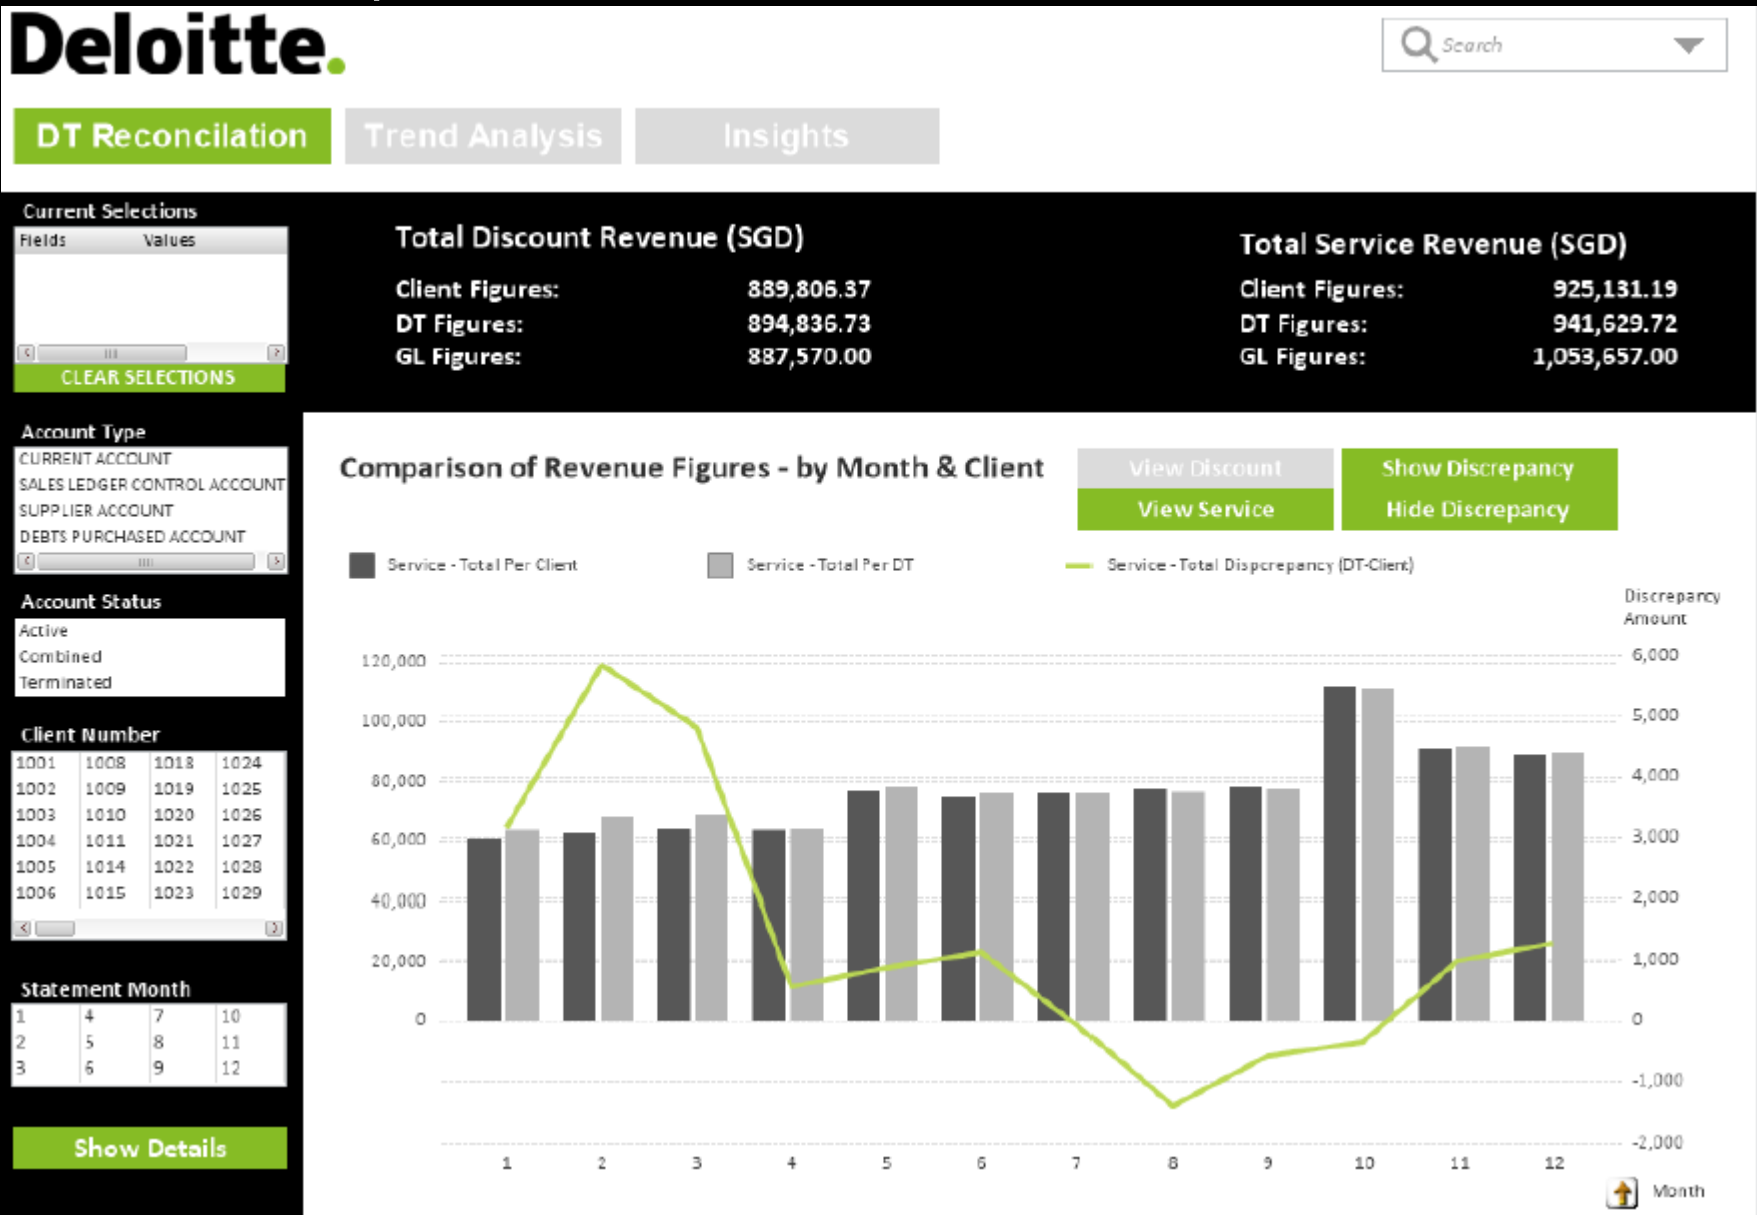 Deloitte.
Search
DT Reconcilation
Trend Analysis
Insights
Current Selections
Fields Values
CLEAR SELECTIONS
Total Discount Revenue (SGD)
Client Figures: 889,806.37
DT Figures: 894,836.73
GL Figures: 887,570.00
Total Service Revenue (SGD)
Client Figures: 925,131.19
DT Figures: 941,629.72
GL Figures: 1,053,657.00
Account Type
CURRENT ACCOUNT
SALES LEDGER CONTROL ACCOUNT
SUPPLIER ACCOUNT
DEBTS PURCHASED ACCOUNT
Account Status
Active
Combined
Terminated
Client Number
1001 1008 1018 1024
1002 1009 1019 1025
1003 1010 1020 1026
1004 1011 1021 1027
1005 1014 1022 1028
1006 1015 1023 1029
Statement Month
1 4 7 10
2 5 8 11
3 6 9 12
Show Details
Comparison of Revenue Figures - by Month & Client
View Discount
View Service
Show Discrepancy
Hide Discrepancy
Service - Total Per Client
Service - Total Per DT
Service - Total Dispcrepancy (DT-Client)
Discrepancy
Amount
120,000
100,000
80,000
60,000
40,000
20,000
0
6,000
5,000
4,000
3,000
2,000
1,000
0
-1,000
-2,000
1 2 3 4 5 6 7 8 9 10 11 12
Month